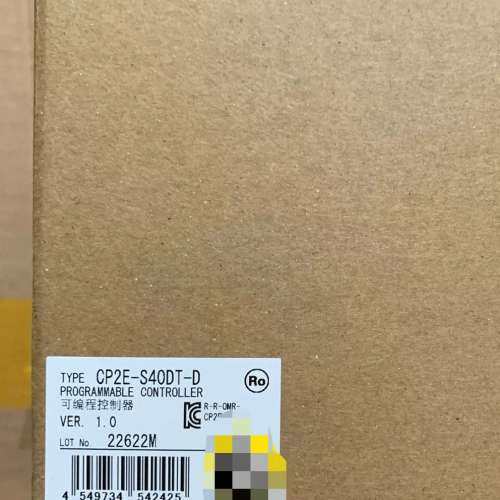 TYPE CP2E-S40DT-D
Ro
PROGRAMMABLE CONTROLLER
可编程控制器
R-R-OMR-
VER. 1.0
LOT No. 22622M
4 549734 542425